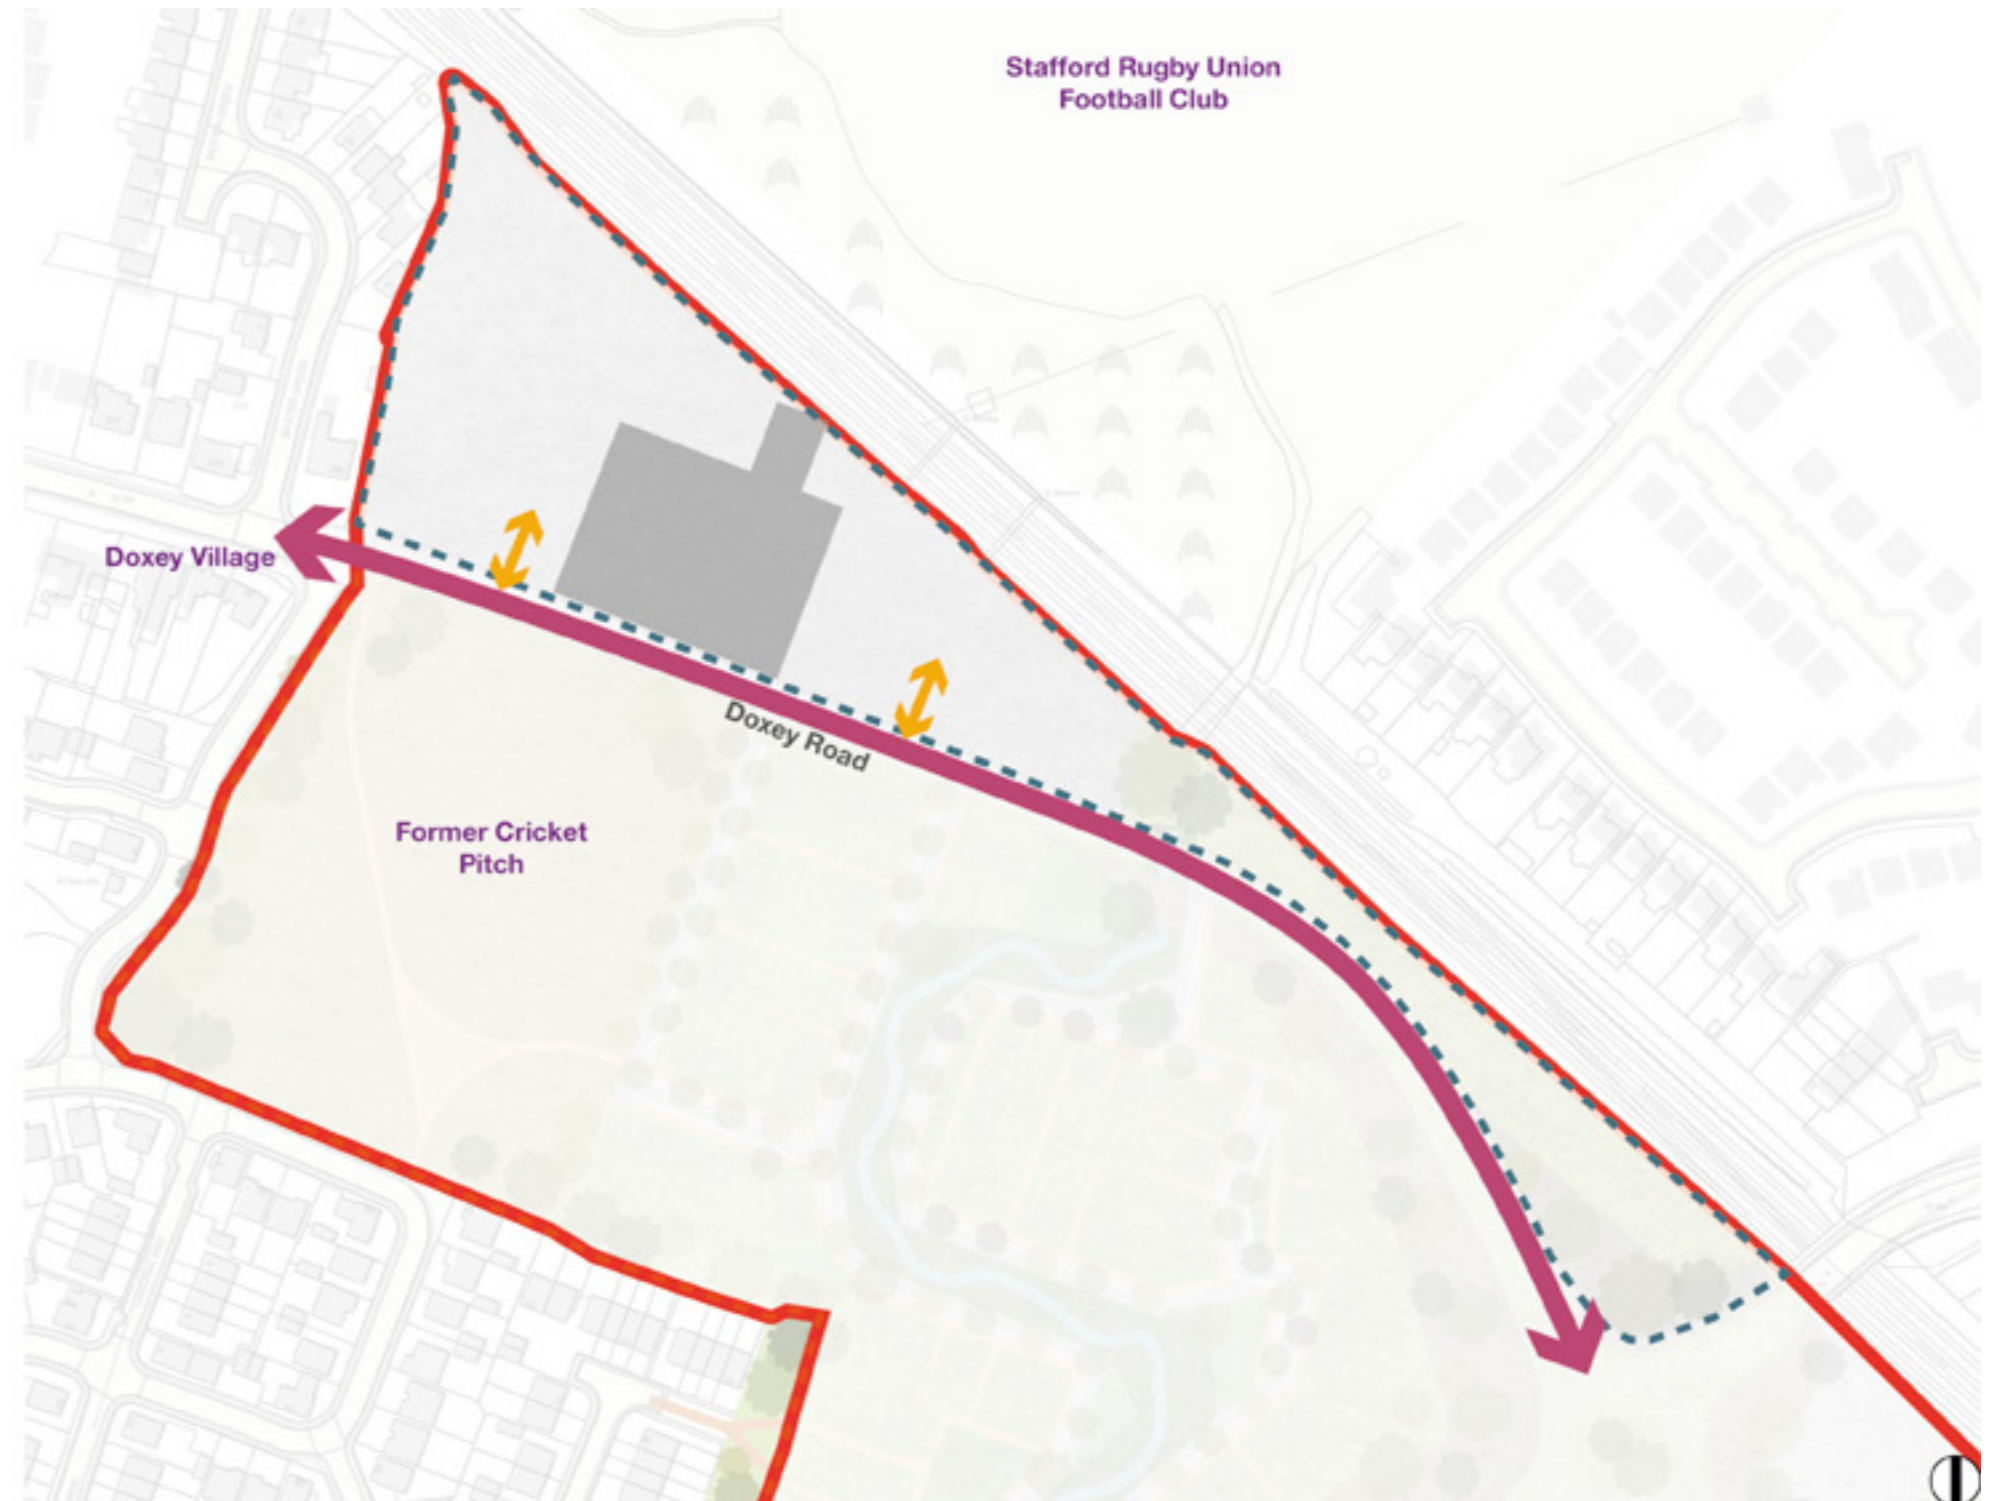 Stafford Rugby Union
Football Club
Doxey Village
Doxey Road
Former Cricket
Pitch